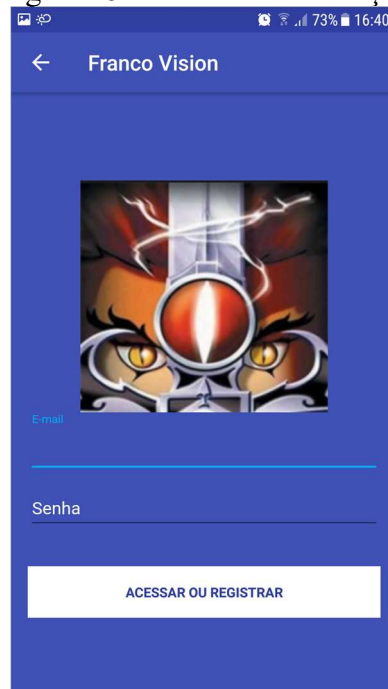 73% 16:40
Franco Vision
E-mail
Senha
ACESSAR OU REGISTRAR